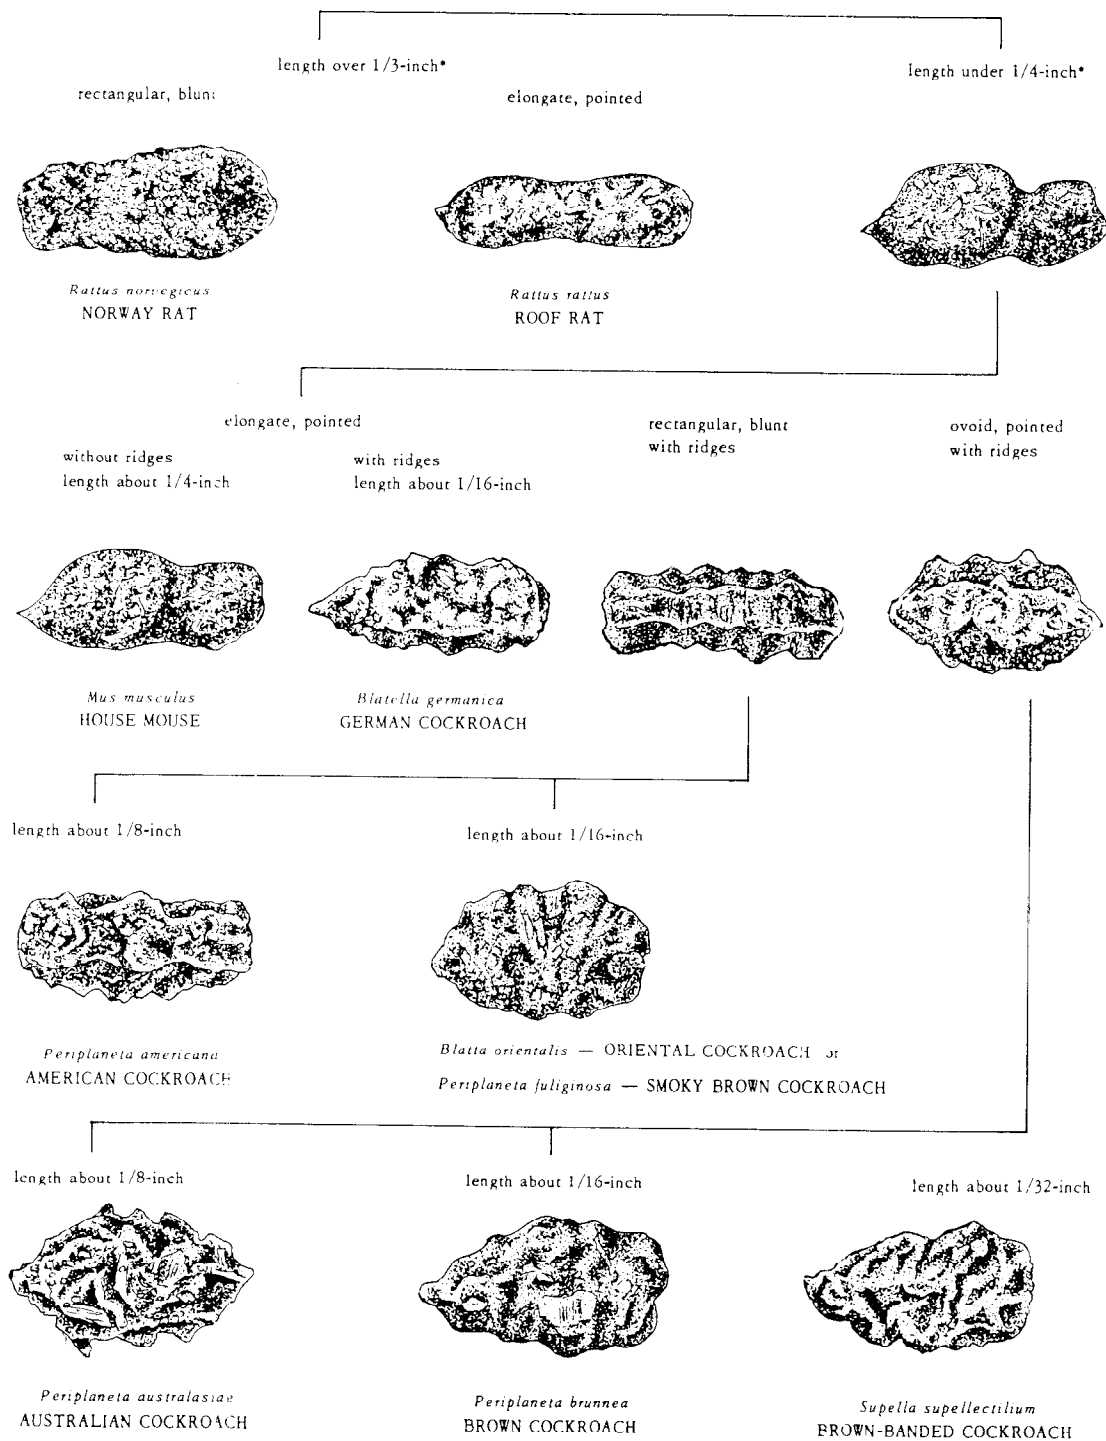 length over 1/3-inch*
length under 1/4-inch*
rectangular, blunt
elongate, pointed
Rattus norvegicus
NORWAY RAT
Rattus rattus
ROOF RAT
elongate, pointed
rectangular, blunt
with ridges
ovoid, pointed
with ridges
without ridges
length about 1/4-inch
with ridges
length about 1/16-inch
Mus musculus
HOUSE MOUSE
Blatella germanica
GERMAN COCKROACH
length about 1/8-inch
length about 1/16-inch
Periplaneta americana
AMERICAN COCKROACH
Blatta orientalis — ORIENTAL COCKROACH or
Periplaneta fuliginosa — SMOKY BROWN COCKROACH
length about 1/8-inch
length about 1/16-inch
length about 1/32-inch
Periplaneta australasiae
AUSTRALIAN COCKROACH
Periplaneta brunnea
BROWN COCKROACH
Supella supellectilium
BROWN-BANDED COCKROACH